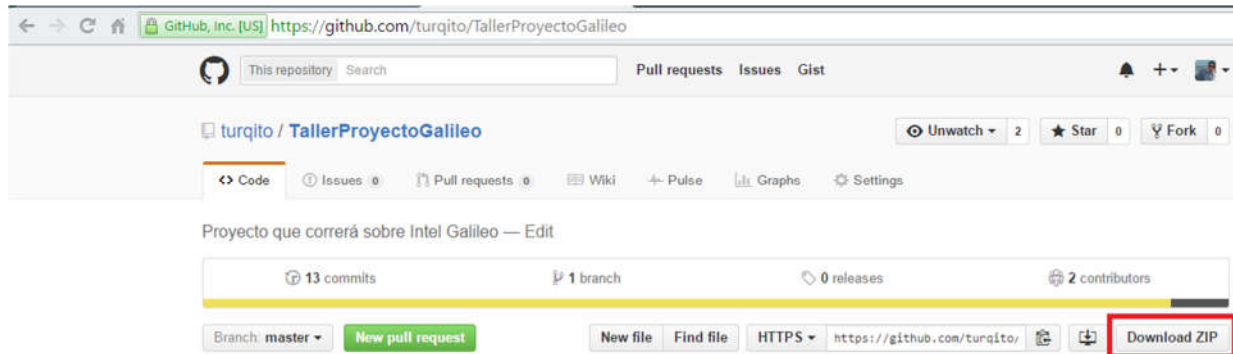 GitHub, Inc. [US] https://github.com/turqito/TallerProyectoGalileo
This repository Search Pull requests Issues Gist
turqito / TallerProyectoGalileo Unwatch 2 Star 0 Fork 0
Code Issues 0 Pull requests 0 Wiki Pulse Graphs Settings
Proyecto que correrá sobre Intel Galileo — Edit
13 commits 1 branch 0 releases 2 contributors
Branch: master New pull request New file Find file HTTPS https://github.com/turqito/ Download ZIP